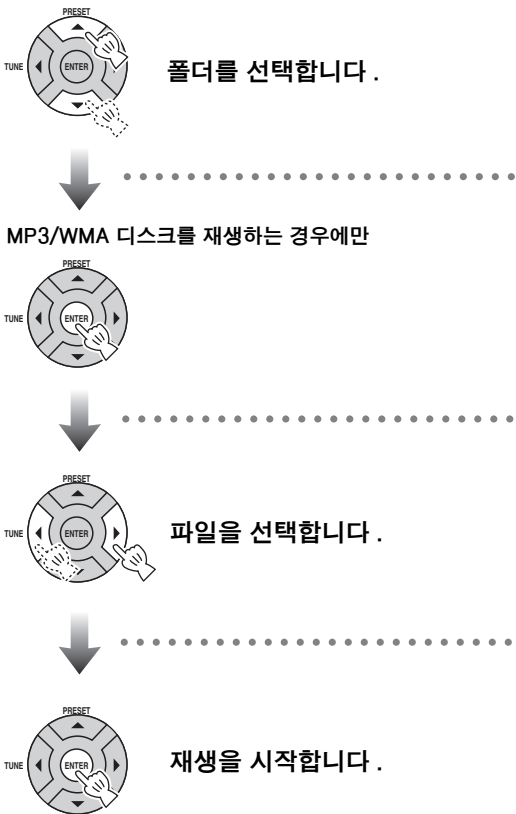 PRESET
TUNE
ENTER
폴더를 선택합니다 .
MP3/WMA 디스크를 재생하는 경우에만
PRESET
TUNE
ENTER
PRESET
TUNE
ENTER
파일을 선택합니다 .
PRESET
TUNE
ENTER
재생을 시작합니다 .